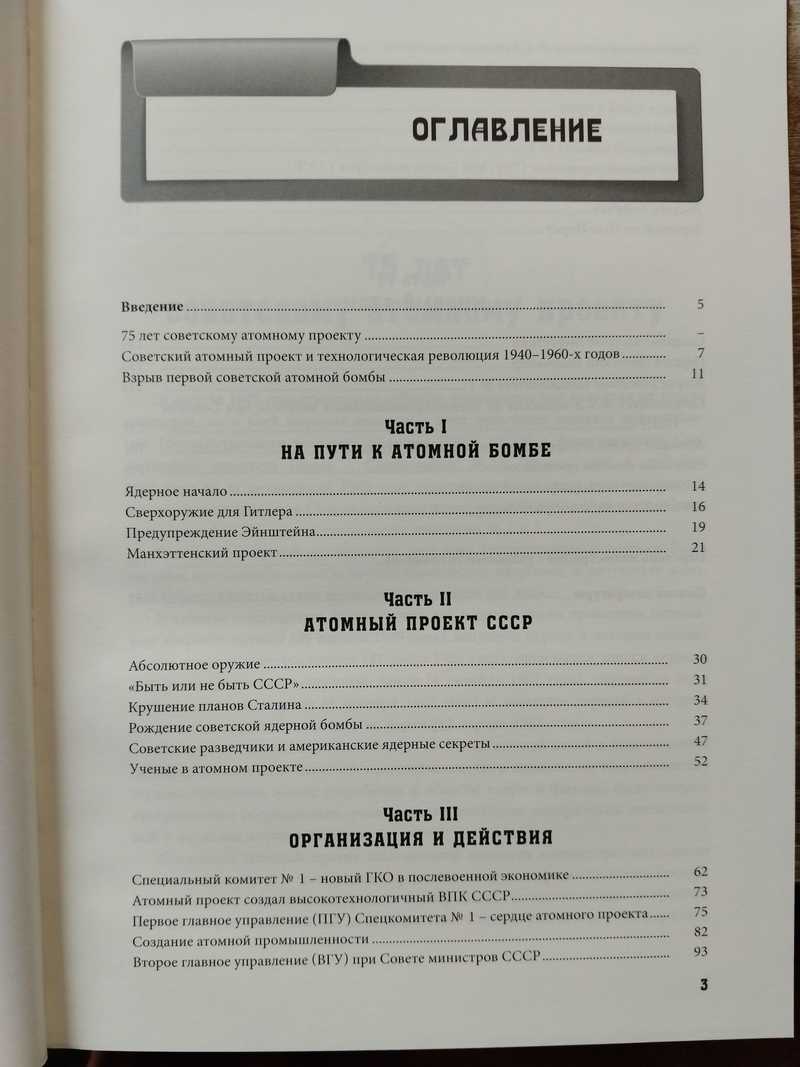 ОГЛАВЛЕНИЕ
Введение 5
75 лет советскому атомному проекту –
Советский атомный проект и технологическая революция 1940–1960-х годов 7
Взрыв первой советской атомной бомбы 11
Часть I
НА ПУТИ К АТОМНОЙ БОМБЕ
Ядерное начало 14
Сверхоружие для Гитлера 16
Предупреждение Эйнштейна 19
Манхэттенский проект 21
Часть II
АТОМНЫЙ ПРОЕКТ СССР
Абсолютное оружие 30
«Быть или не быть СССР» 31
Крушение планов Сталина 34
Рождение советской ядерной бомбы 37
Советские разведчики и американские ядерные секреты 47
Ученые в атомном проекте 52
Часть III
ОРГАНИЗАЦИЯ И ДЕЙСТВИЯ
Специальный комитет № 1 – новый ГКО в послевоенной экономике 62
Атомный проект создал высокотехнологичный ВПК СССР 73
Первое главное управление (ПГУ) Спецкомитета № 1 – сердце атомного проекта 75
Создание атомной промышленности 82
Второе главное управление (ВГУ) при Совете министров СССР 93
3